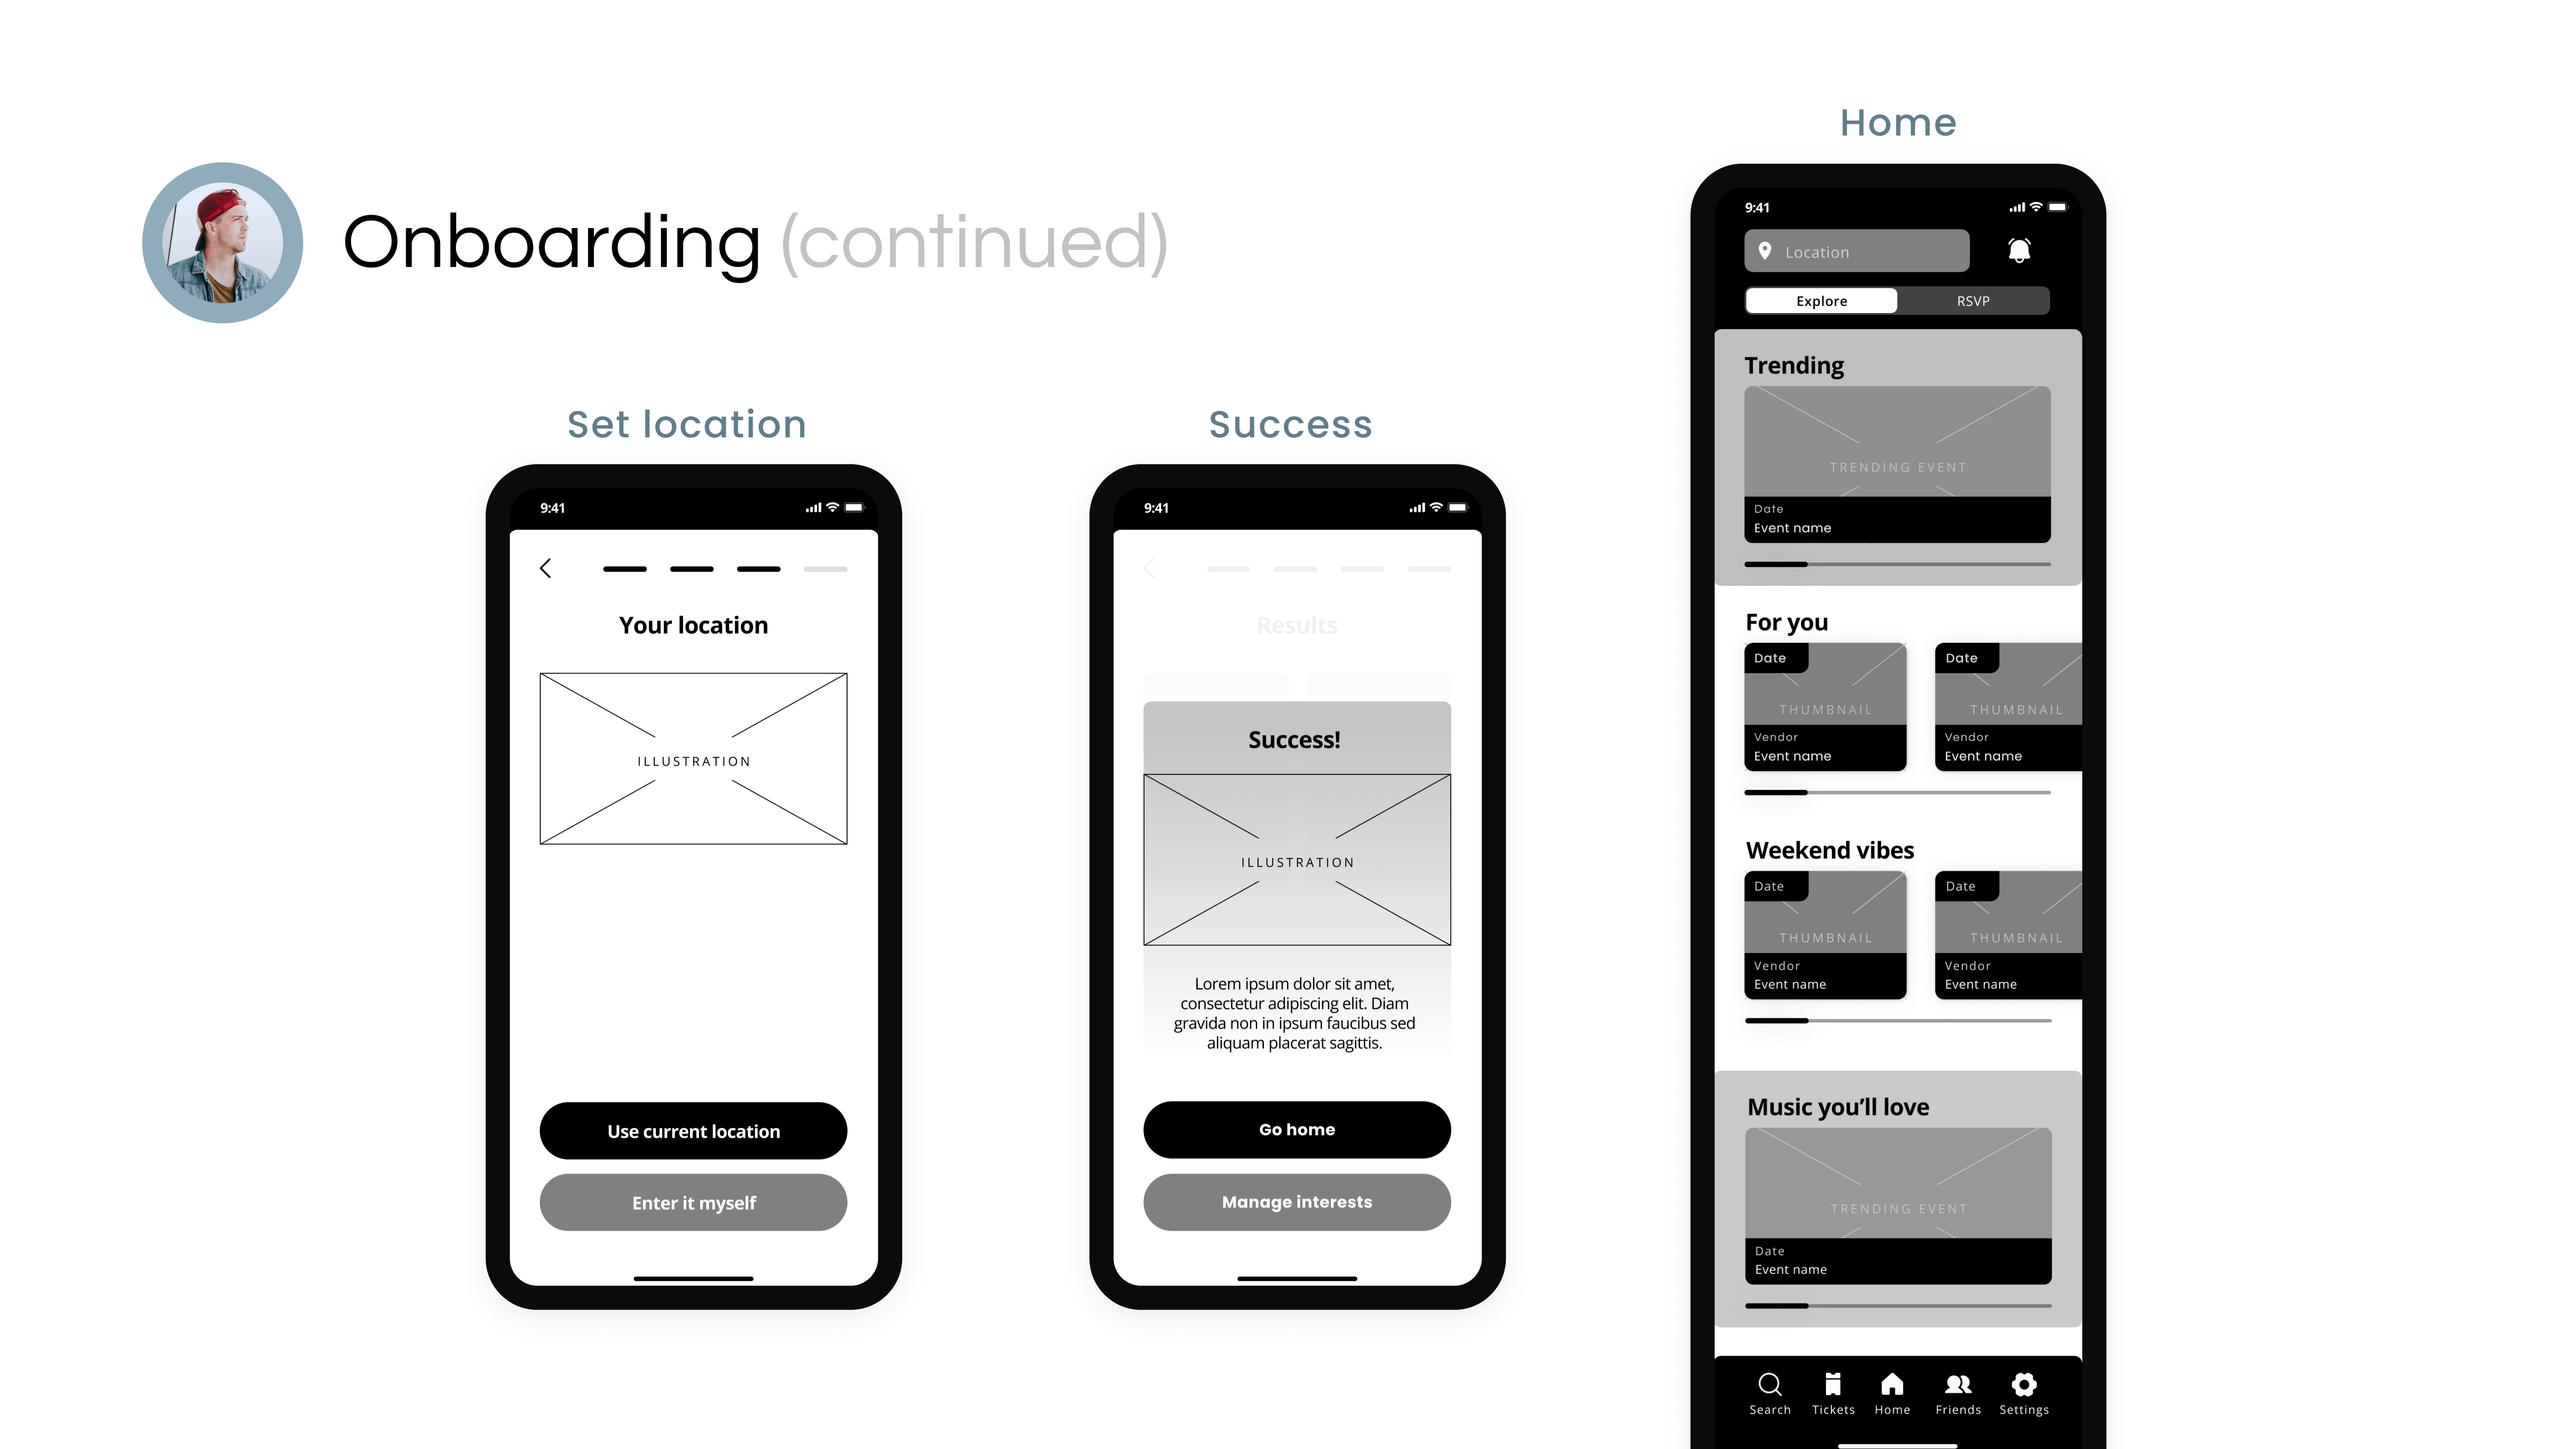 Onboarding (continued)
Set location
9:41
Your location
ILLUSTRATION
Use current location
Enter it myself
Success
9:41
Results
Success!
ILLUSTRATION
Lorem ipsum dolor sit amet,
consectetur adipiscing elit. Diam
gravida non in ipsum faucibus sed
aliquam placerat sagittis.
Go home
Manage interests
Home
9:41
Location
Explore RSVP
Trending
TRENDING EVENT
Date
Event name
For you
Date Date
THUMBNAIL THUMBNAIL
Vendor Vendor
Event name Event name
Weekend vibes
Date Date
THUMBNAIL THUMBNAIL
Vendor Vendor
Event name Event name
Music you’ll love
TRENDING EVENT
Date
Event name
Search Tickets Home Friends Settings